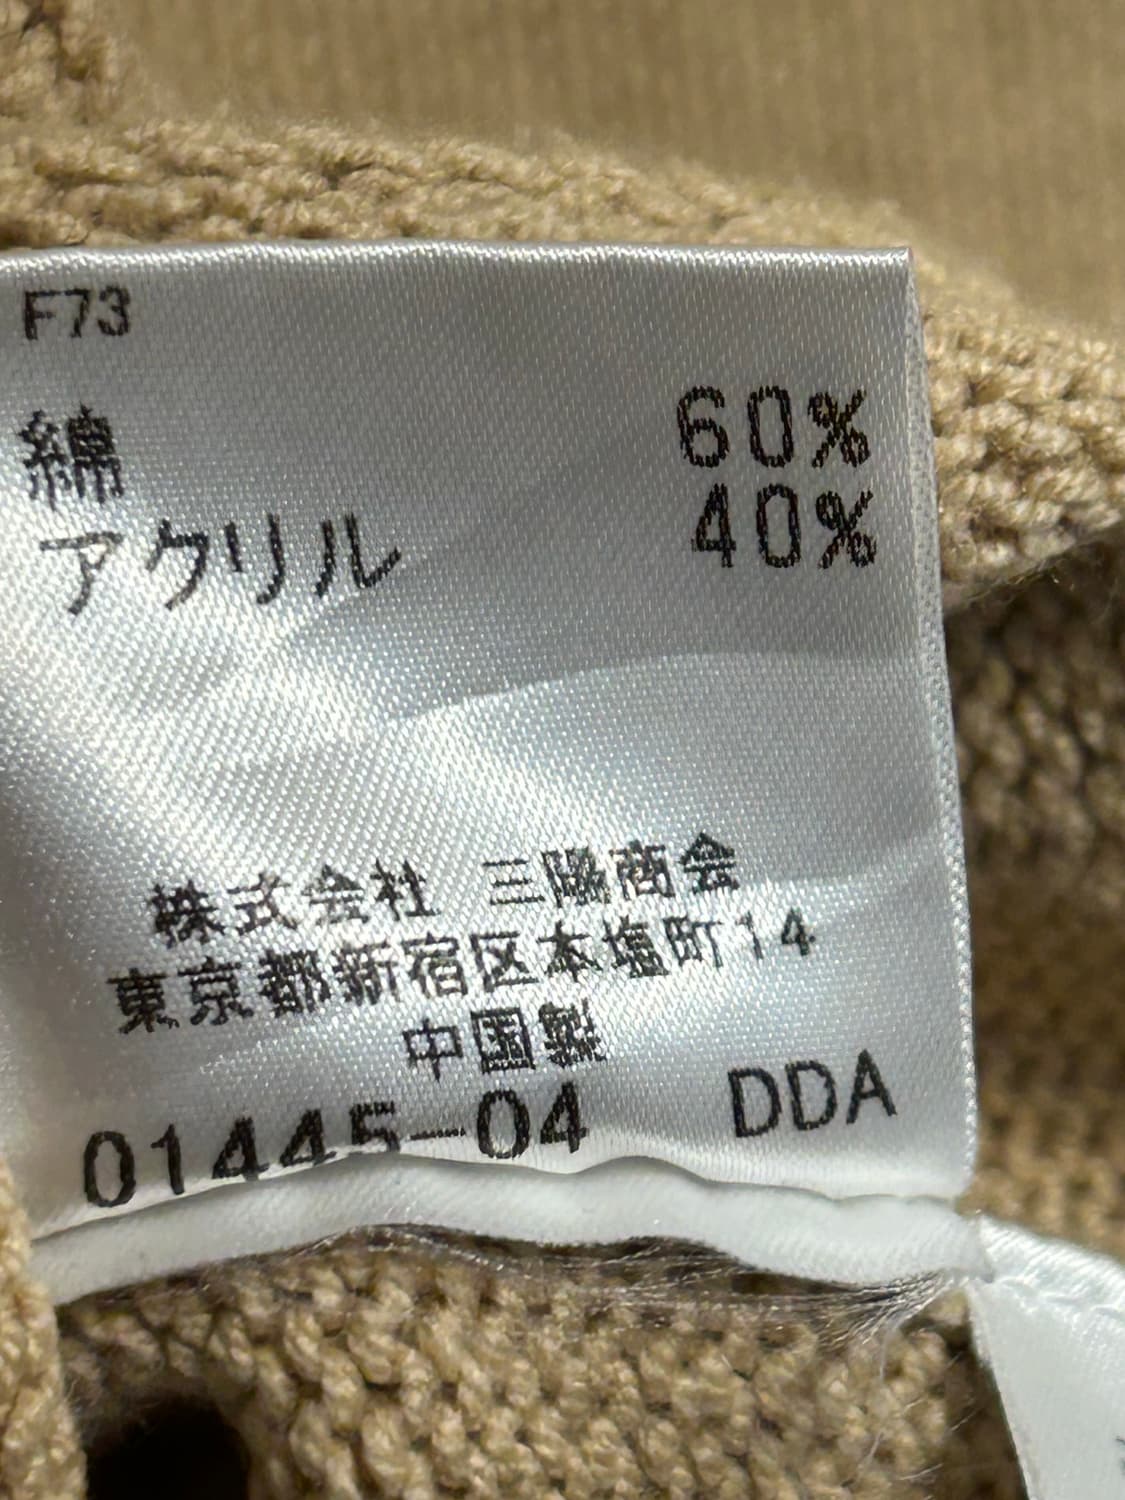 F73
綿 60%
アクリル 40%
株式会社 三陽商会
東京都新宿区本塩町14
中国製
01445-04 DDA